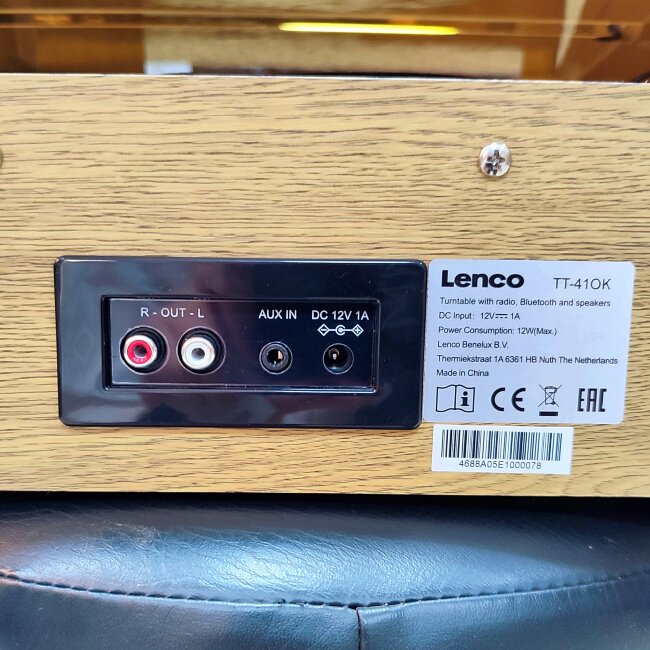 R - OUT - L
AUX IN
DC 12V 1A
Lenco TT-41OK
Turntable with radio, Bluetooth and speakers
DC Input: 12V⎓ 1A
Power Consumption: 12W(Max.)
Lenco Benelux B.V.
Thermiekstraat 1A 6361 HB Nuth The Netherlands
Made in China
CE EAC
4688A05E1000078